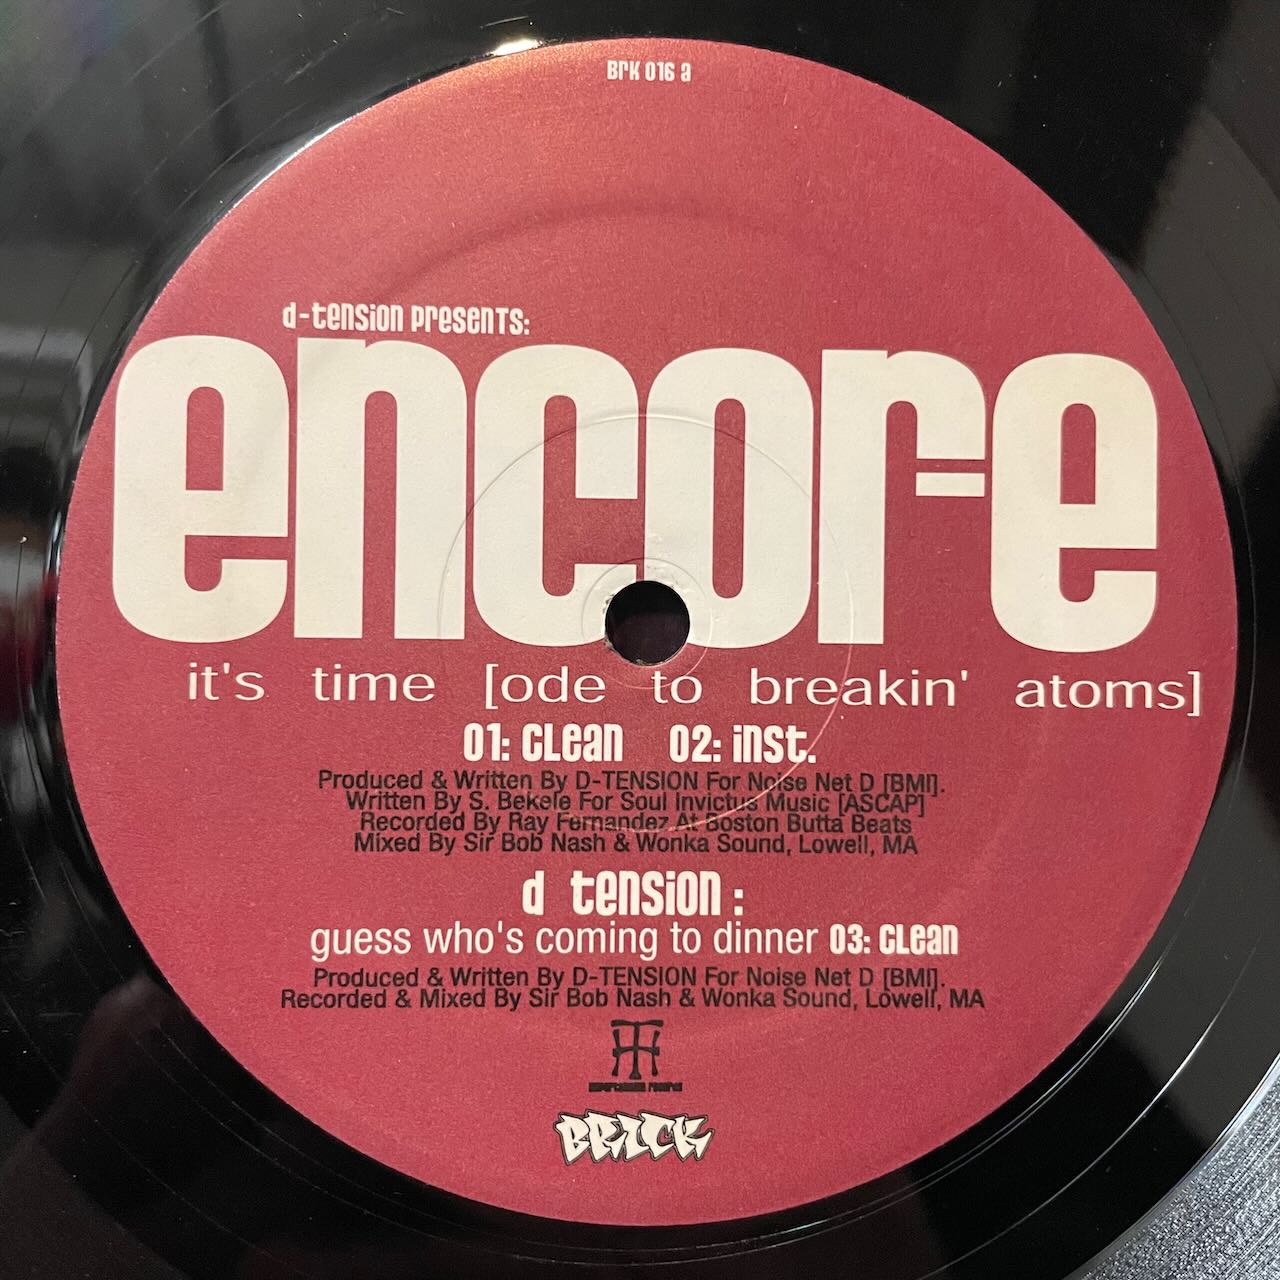 BrK 016 a
d-tension presents:
encore
it's time [ode to breakin' atoms]
01: clean 02: inst.
Produced & Written By D-TENSION For Noise Net D [BMI].
Written By S. Bekele For Soul Invictus Music [ASCAP]
Recorded By Ray Fernandez At Boston Butta Beats
Mixed By Sir Bob Nash & Wonka Sound, Lowell, MA
d tension:
guess who's coming to dinner 03: clean
Produced & Written By D-TENSION For Noise Net D [BMI].
Recorded & Mixed By Sir Bob Nash & Wonka Sound, Lowell, MA
BRICK